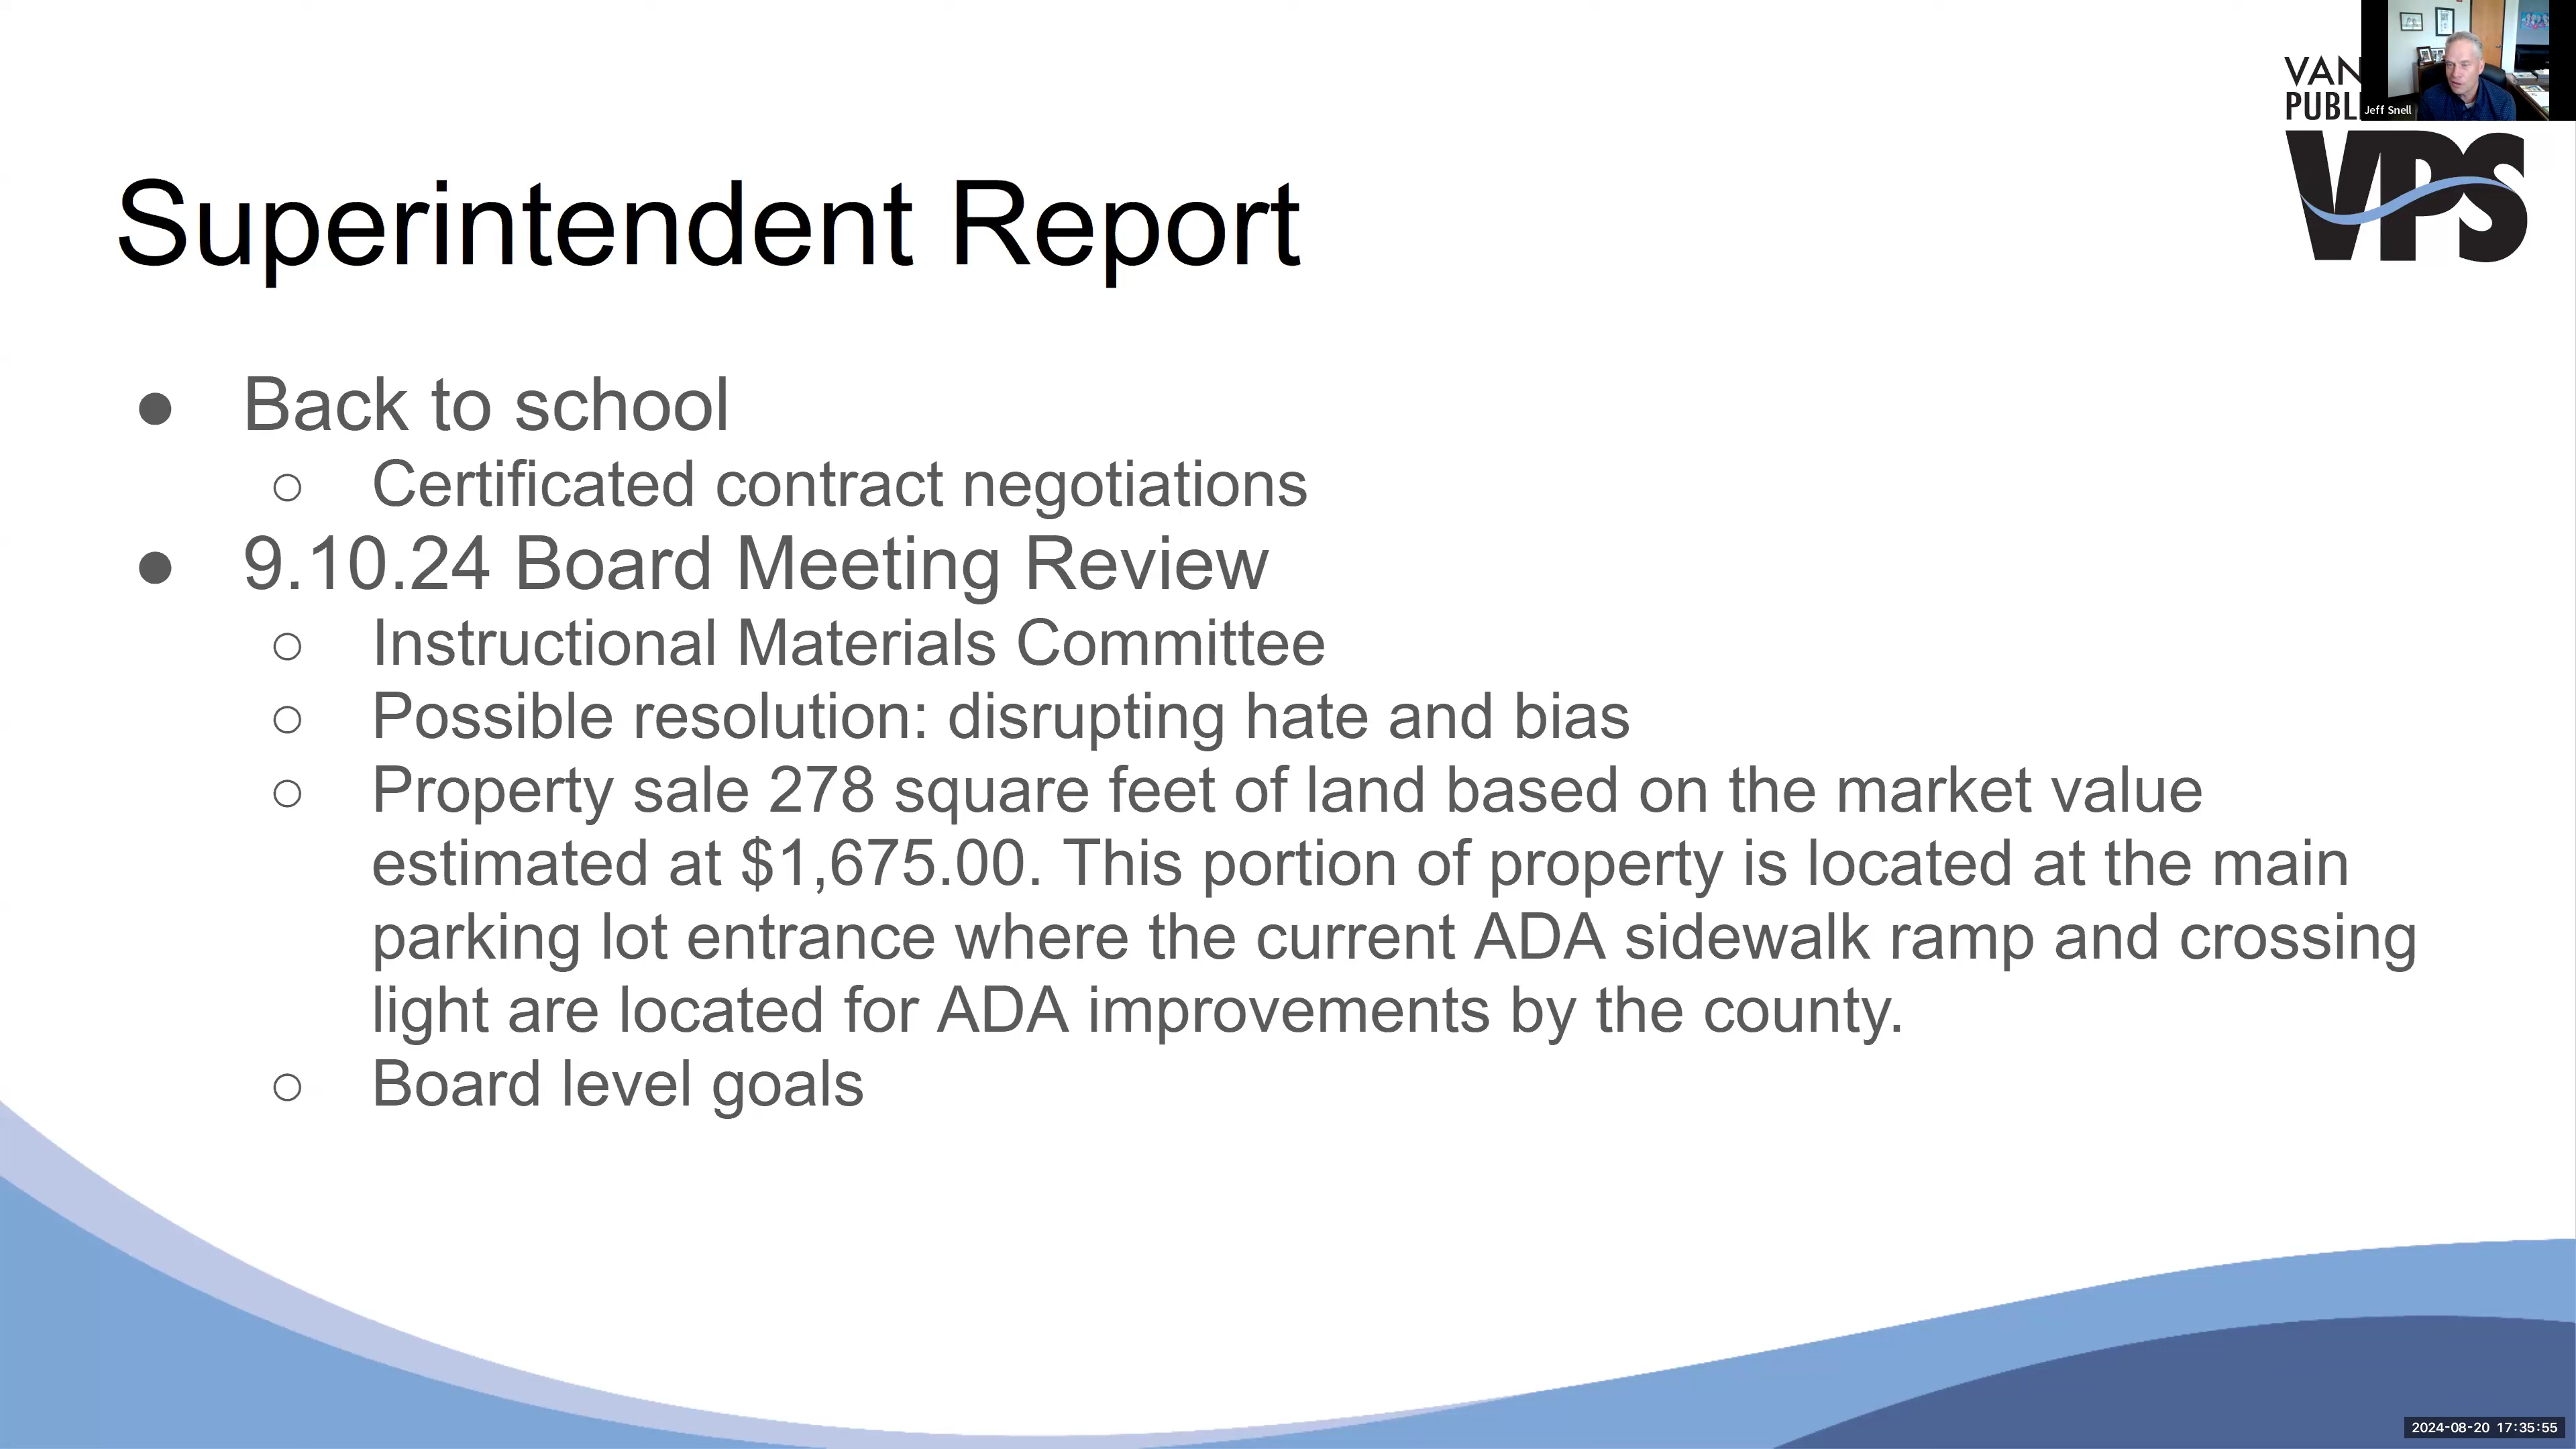 VAN
PUBL
Jeff Snell
VPS
Superintendent Report
● Back to school
○ Certificated contract negotiations
● 9.10.24 Board Meeting Review
○ Instructional Materials Committee
○ Possible resolution: disrupting hate and bias
○ Property sale 278 square feet of land based on the market value
estimated at $1,675.00. This portion of property is located at the main
parking lot entrance where the current ADA sidewalk ramp and crossing
light are located for ADA improvements by the county.
○ Board level goals
2024-08-20 17:35:55